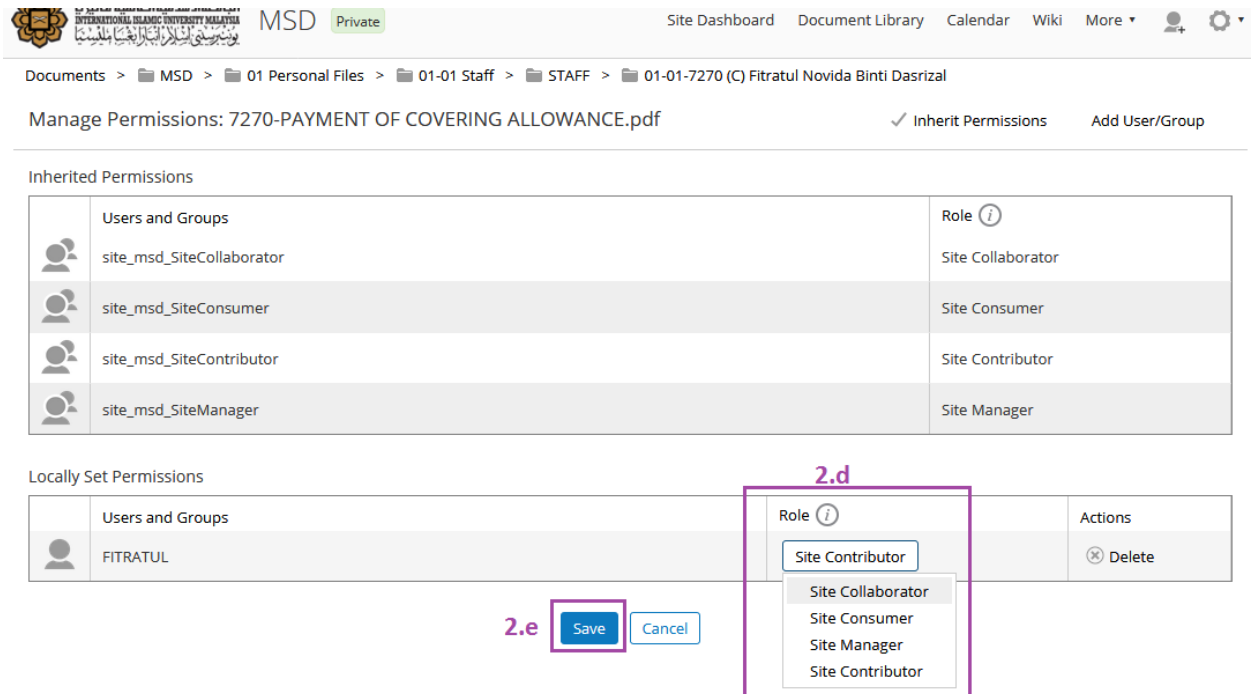 INTERNATIONAL ISLAMIC UNIVERSITY MALAYSIA
MSD Private Site Dashboard Document Library Calendar Wiki More
Documents > MSD > 01 Personal Files > 01-01 Staff > STAFF > 01-01-7270 (C) Fitratul Novida Binti Dasrizal
Manage Permissions: 7270-PAYMENT OF COVERING ALLOWANCE.pdf Inherit Permissions Add User/Group
Inherited Permissions
Users and Groups Role i
site_msd_SiteCollaborator Site Collaborator
site_msd_SiteConsumer Site Consumer
site_msd_SiteContributor Site Contributor
site_msd_SiteManager Site Manager
Locally Set Permissions 2.d
Users and Groups Role i Actions
FITRATUL Site Contributor Delete
Site Collaborator
Site Consumer
2.e Save Cancel
Site Manager
Site Contributor